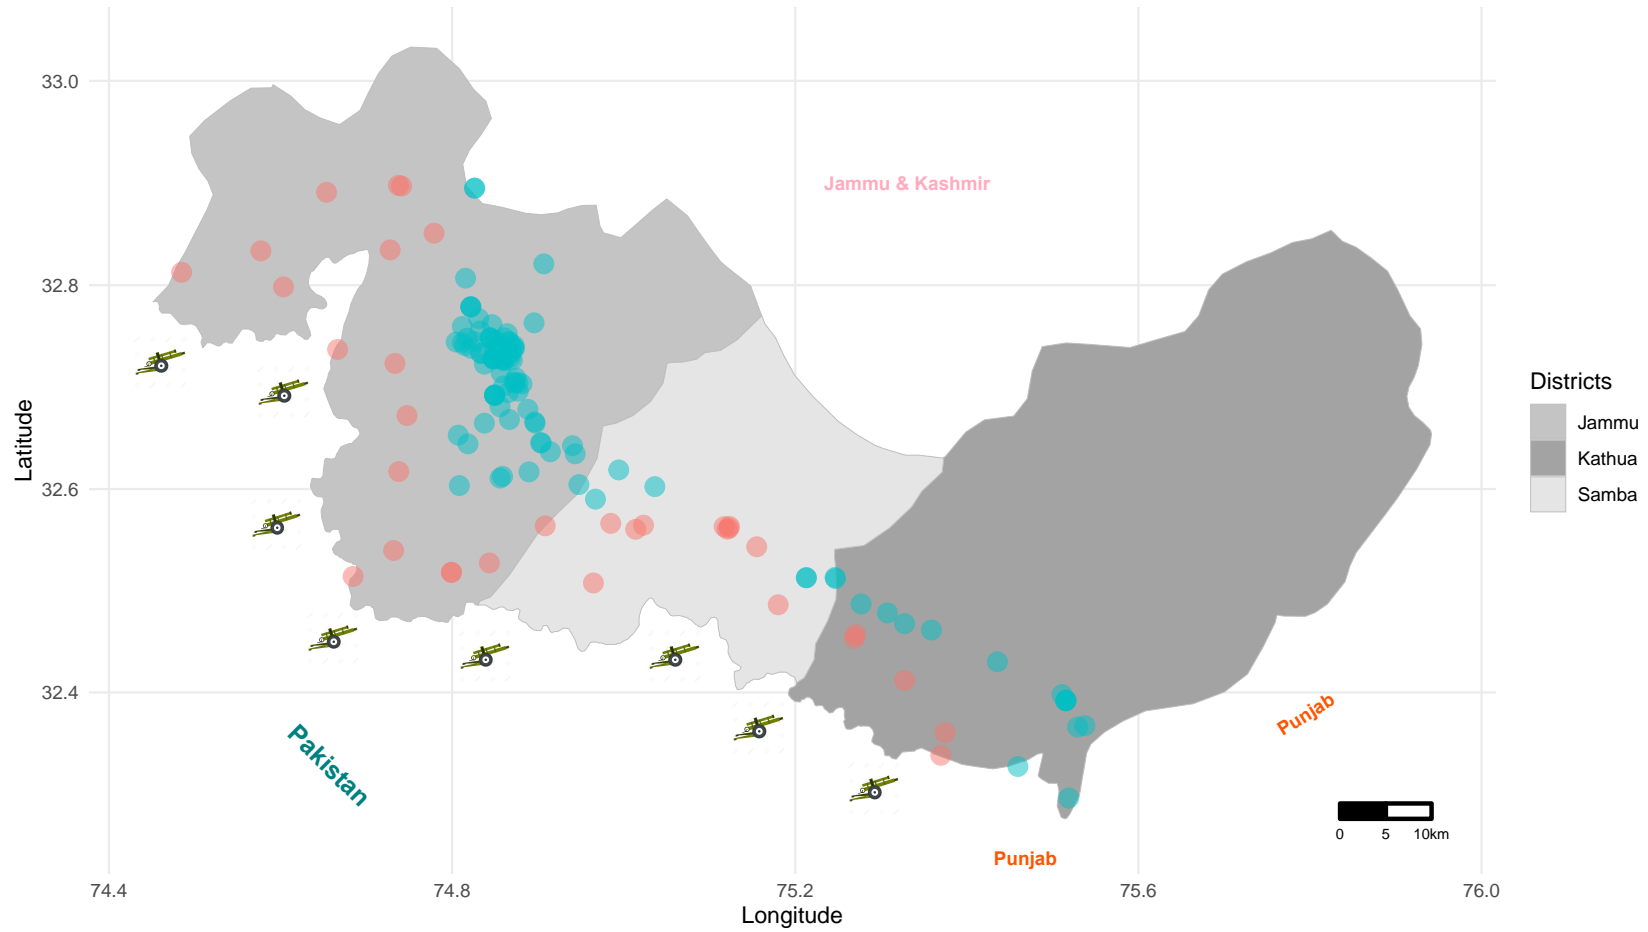 33.0
Jammu & Kashmir
32.8
Districts
Jammu
Kathua
Samba
Latitude
32.6
32.4
Punjab
Pakistan
0 5 10km
Punjab
74.4 74.8 75.2 75.6 76.0
Longitude